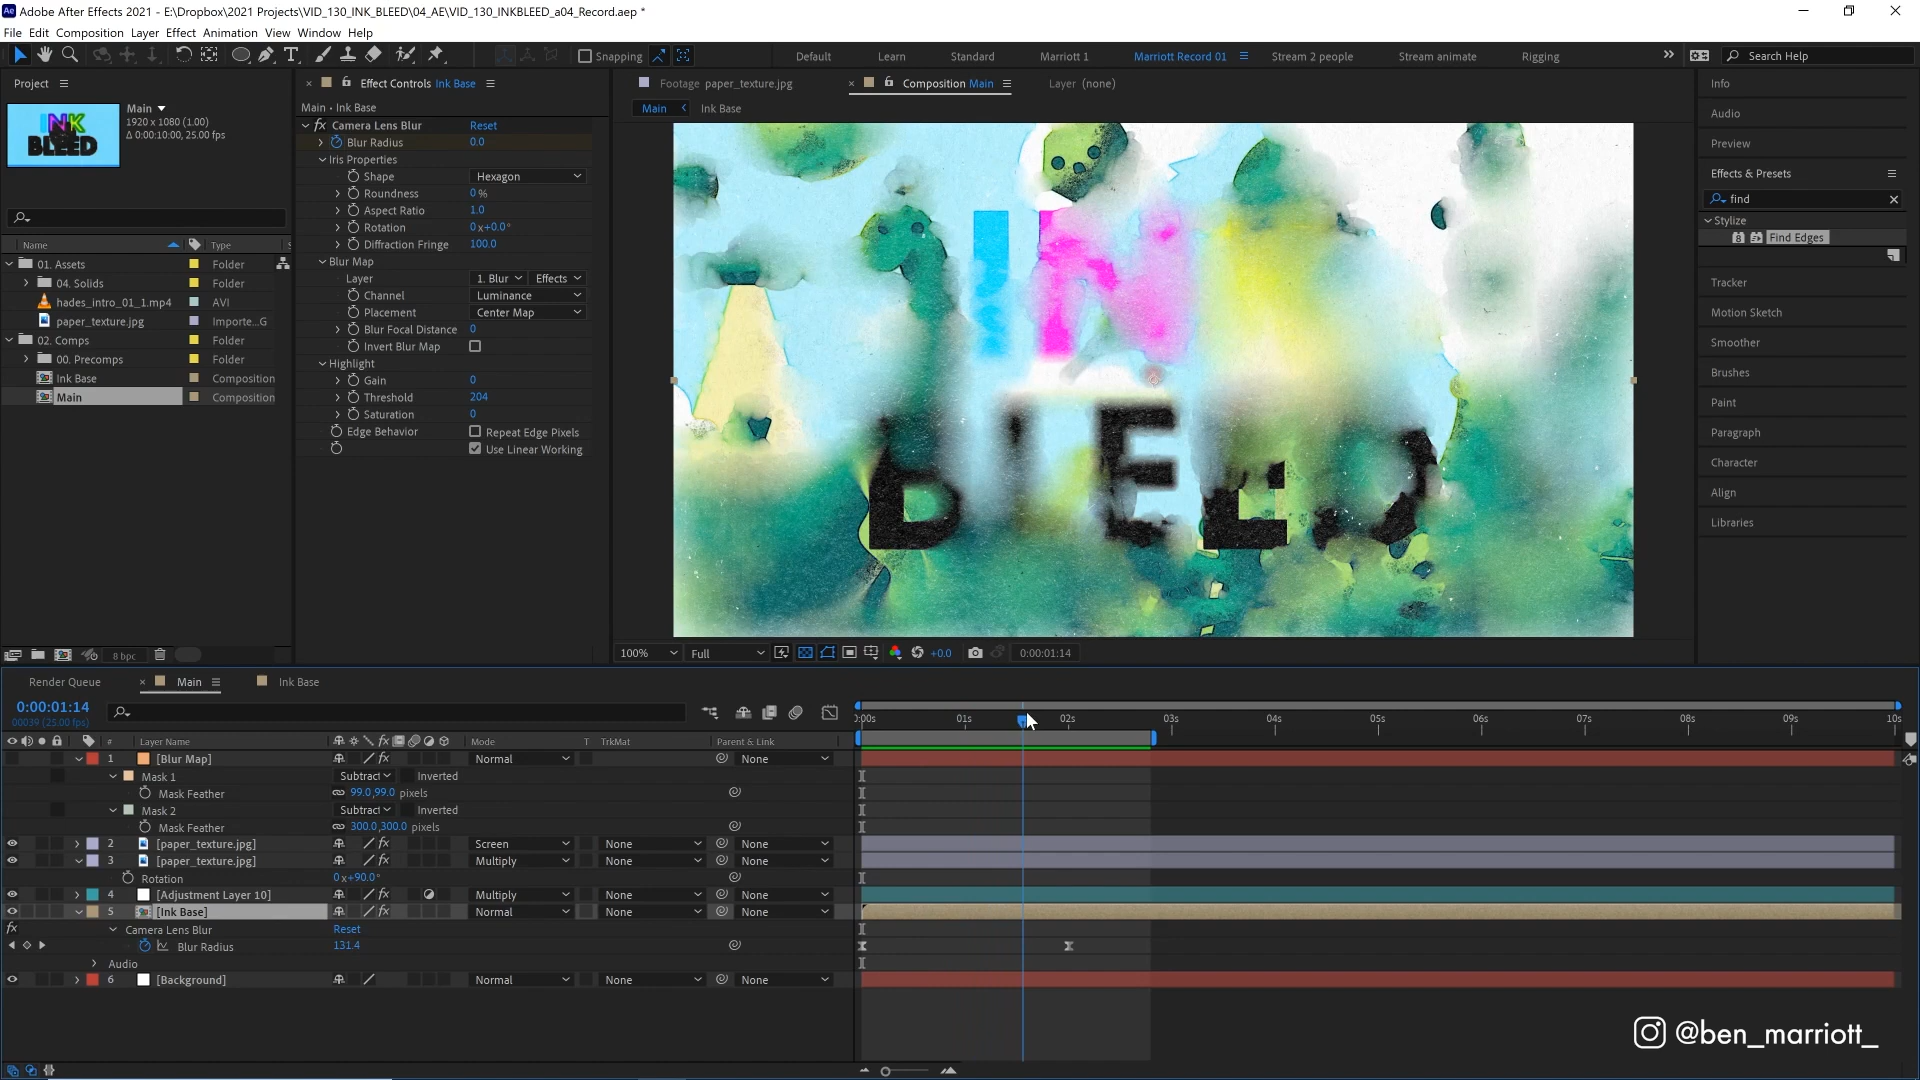 Ae Adobe After Effects 2021 - E:\Dropbox\2021 Projects\VID_130_INK_BLEED\04_AE\VID_130_INKBLEED_a04_Record.aep *
File Edit Composition Layer Effect Animation View Window Help
Snapping Default Learn Standard Marriott 1 Marriott Record 01 Stream 2 people Stream animate Rigging Search Help
Project
Main
1920 x 1080 (1.00)
Δ 0:00:10:00, 25.00 fps
INK
BLEED
Name Type
01. Assets Folder
04. Solids Folder
hades_intro_01_1.mp4 AVI
paper_texture.jpg Importe...G
02. Comps Folder
00. Precomps Folder
Ink Base Composition
Main Composition
8 bpc
Effect Controls Ink Base
Main • Ink Base
fx Camera Lens Blur Reset
Blur Radius 0.0
Iris Properties
Shape Hexagon
Roundness 0 %
Aspect Ratio 1.0
Rotation 0x+0.0°
Diffraction Fringe 100.0
Blur Map
Layer 1. Blur Effects
Channel Luminance
Placement Center Map
Blur Focal Distance 0
Invert Blur Map
Highlight
Gain 0
Threshold 204
Saturation 0
Edge Behavior Repeat Edge Pixels
Use Linear Working
Footage paper_texture.jpg Composition Main Layer (none)
Main Ink Base
100% Full +0.0 0:00:01:14
Info
Audio
Preview
Effects & Presets
find
Stylize
Find Edges
Tracker
Motion Sketch
Smoother
Brushes
Paint
Paragraph
Character
Align
Libraries
Render Queue Main Ink Base
0:00:01:14
00039 (25.00 fps)
0:00s 01s 02s 03s 04s 05s 06s 07s 08s 09s 10s
# Layer Name Mode T TrkMat Parent & Link
1 [Blur Map] Normal None
Mask 1 Subtract Inverted
Mask Feather 99.0,99.0 pixels
Mask 2 Subtract Inverted
Mask Feather 300.0,300.0 pixels
2 [paper_texture.jpg] fx Screen None None
3 [paper_texture.jpg] fx Multiply None None
Rotation 0x+90.0°
4 [Adjustment Layer 10] fx Multiply None None
5 [Ink Base] fx Normal None None
fx Camera Lens Blur Reset
Blur Radius 131.4
Audio
6 [Background] Normal None None
@ben_marriott_